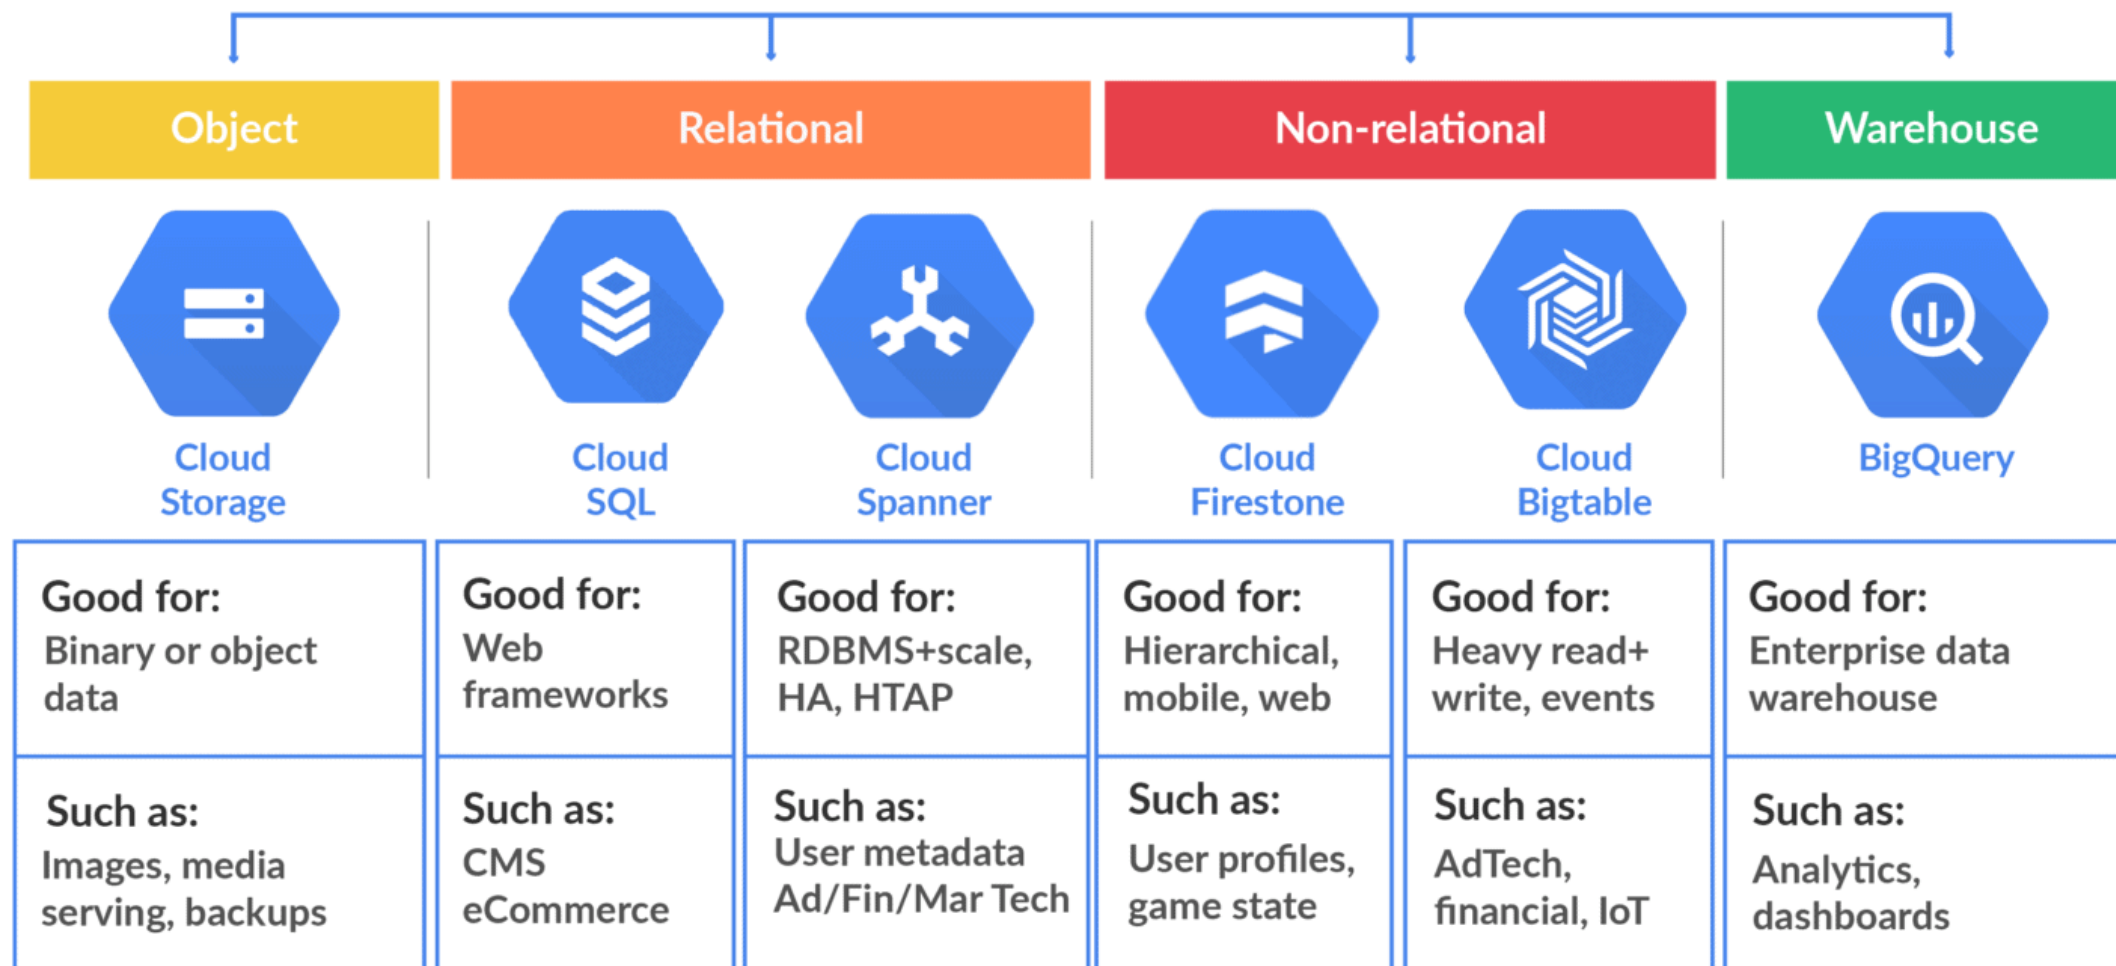 Object
Relational
Non-relational
Warehouse
Cloud
Storage
Cloud
SQL
Cloud
Spanner
Cloud
Firestone
Cloud
Bigtable
BigQuery
Good for:
Binary or object
data
Good for:
Web
frameworks
Good for:
RDBMS+scale,
HA, HTAP
Good for:
Hierarchical,
mobile, web
Good for:
Heavy read+
write, events
Good for:
Enterprise data
warehouse
Such as:
Images, media
serving, backups
Such as:
CMS
eCommerce
Such as:
User metadata
Ad/Fin/Mar Tech
Such as:
User profiles,
game state
Such as:
AdTech,
financial, IoT
Such as:
Analytics,
dashboards